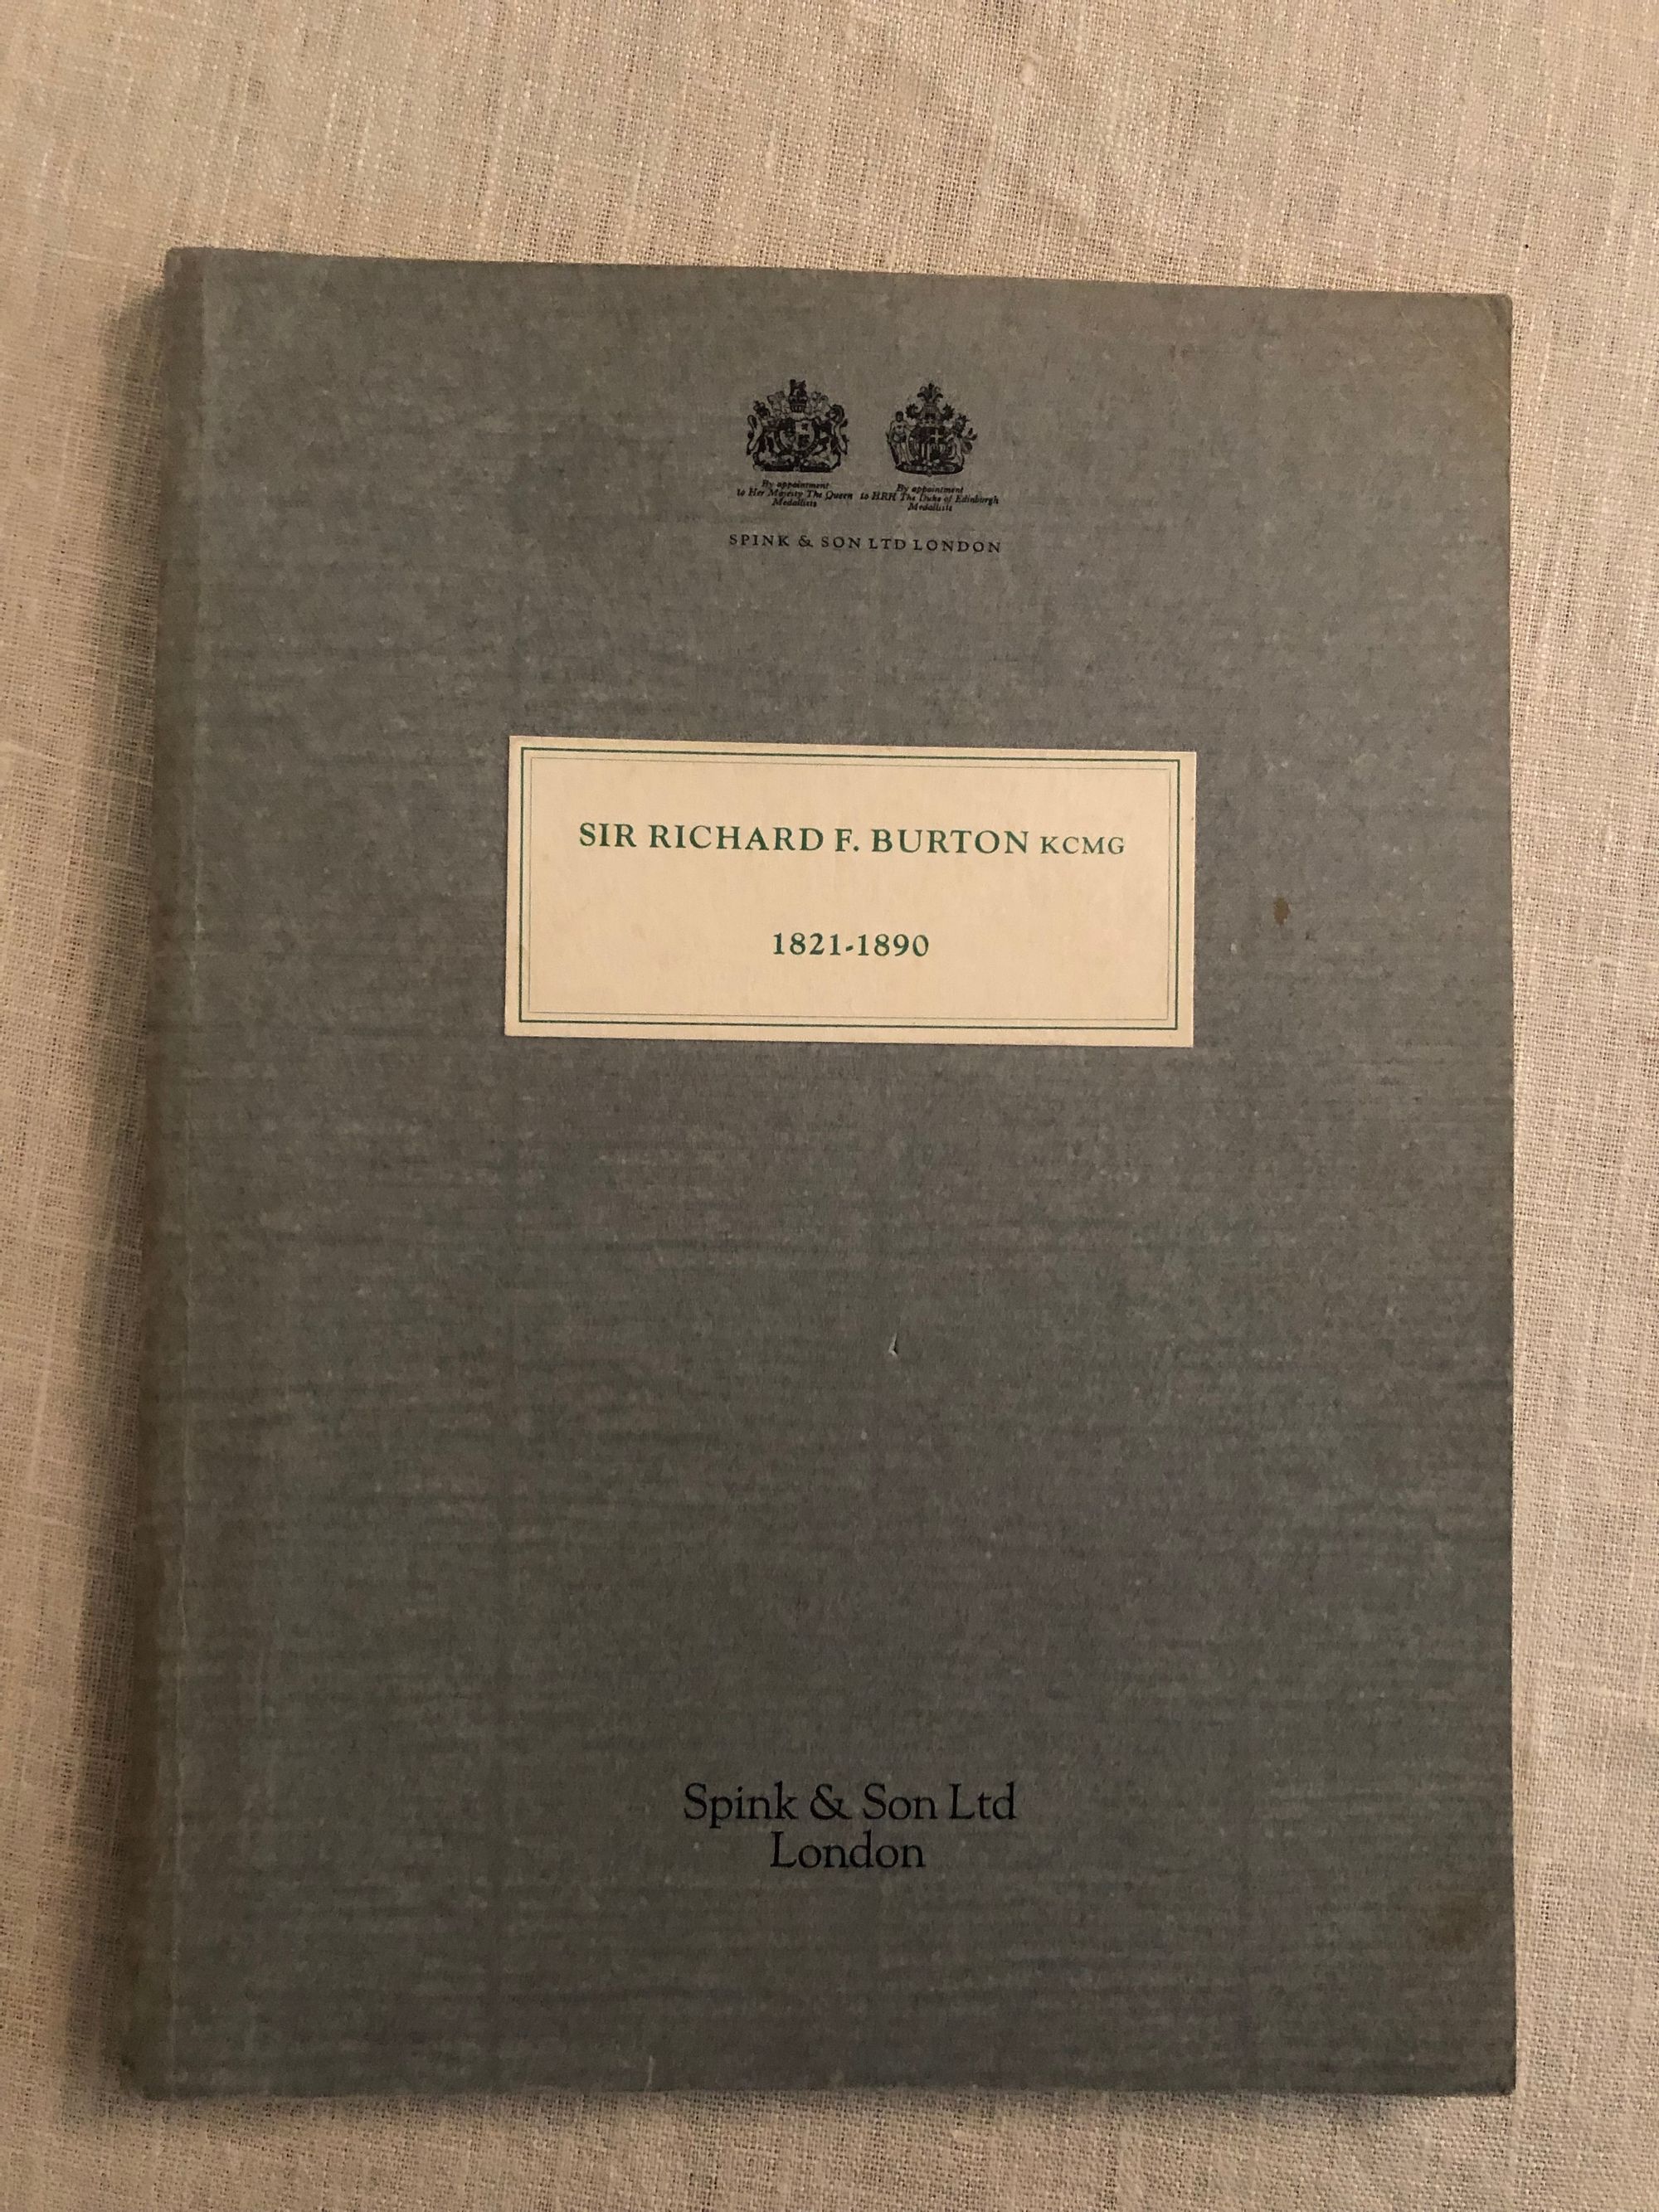 By appointment
to Her Majesty The Queen
Medallists
By appointment
to HRH The Duke of Edinburgh
Medallists
SPINK & SON LTD LONDON
SIR RICHARD F. BURTON KCMG
1821-1890
Spink & Son Ltd
London